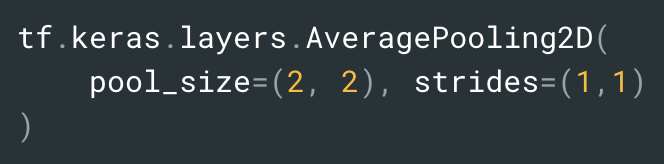 tf.keras.layers.AveragePooling2D(
    pool_size=(2, 2), strides=(1,1)
)